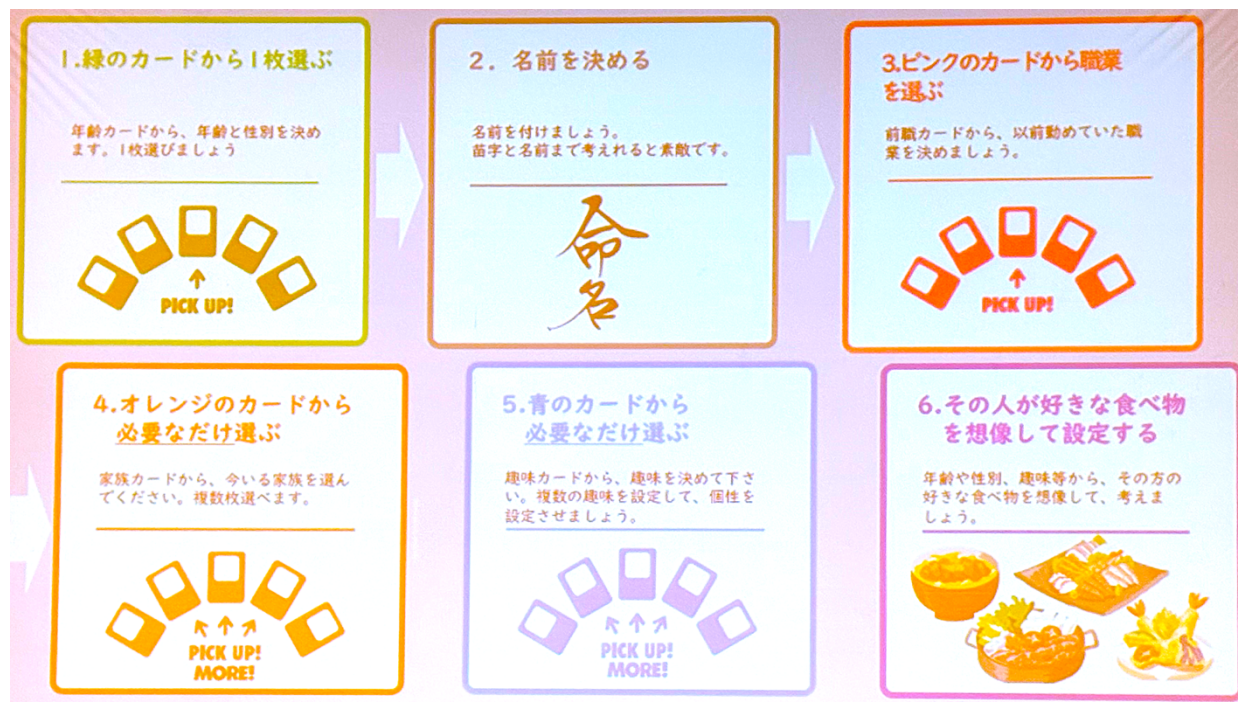 1.緑のカードから1枚選ぶ
年齢カードから、年齢と性別を決め
ます。1枚選びましょう
PICK UP!
2. 名前を決める
名前を付けましょう。
苗字と名前まで考えれると素敵です。
命
名
3.ピンクのカードから職業
を選ぶ
前職カードから、以前勤めていた職
業を決めましょう。
PICK UP!
4.オレンジのカードから
必要なだけ選ぶ
家族カードから、今いる家族を選ん
でください。複数枚選べます。
PICK UP!
MORE!
5.青のカードから
必要なだけ選ぶ
趣味カードから、趣味を決めて下さ
い。複数の趣味を設定して、個性を
設定させましょう。
PICK UP!
MORE!
6.その人が好きな食べ物
を想像して設定する
年齢や性別、趣味等から、その方の
好きな食べ物を想像して、考えま
しょう。